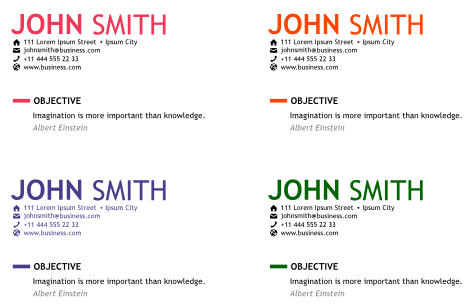 JOHN SMITH
111 Lorem Ipsum Street • Ipsum City
johnsmith@business.com
+11 444 555 22 33
www.business.com
OBJECTIVE
Imagination is more important than knowledge.
Albert Einstein
JOHN SMITH
111 Lorem Ipsum Street • Ipsum City
johnsmith@business.com
+11 444 555 22 33
www.business.com
OBJECTIVE
Imagination is more important than knowledge.
Albert Einstein
JOHN SMITH
111 Lorem Ipsum Street • Ipsum City
johnsmith@business.com
+11 444 555 22 33
www.business.com
OBJECTIVE
Imagination is more important than knowledge.
Albert Einstein
JOHN SMITH
111 Lorem Ipsum Street • Ipsum City
johnsmith@business.com
+11 444 555 22 33
www.business.com
OBJECTIVE
Imagination is more important than knowledge.
Albert Einstein